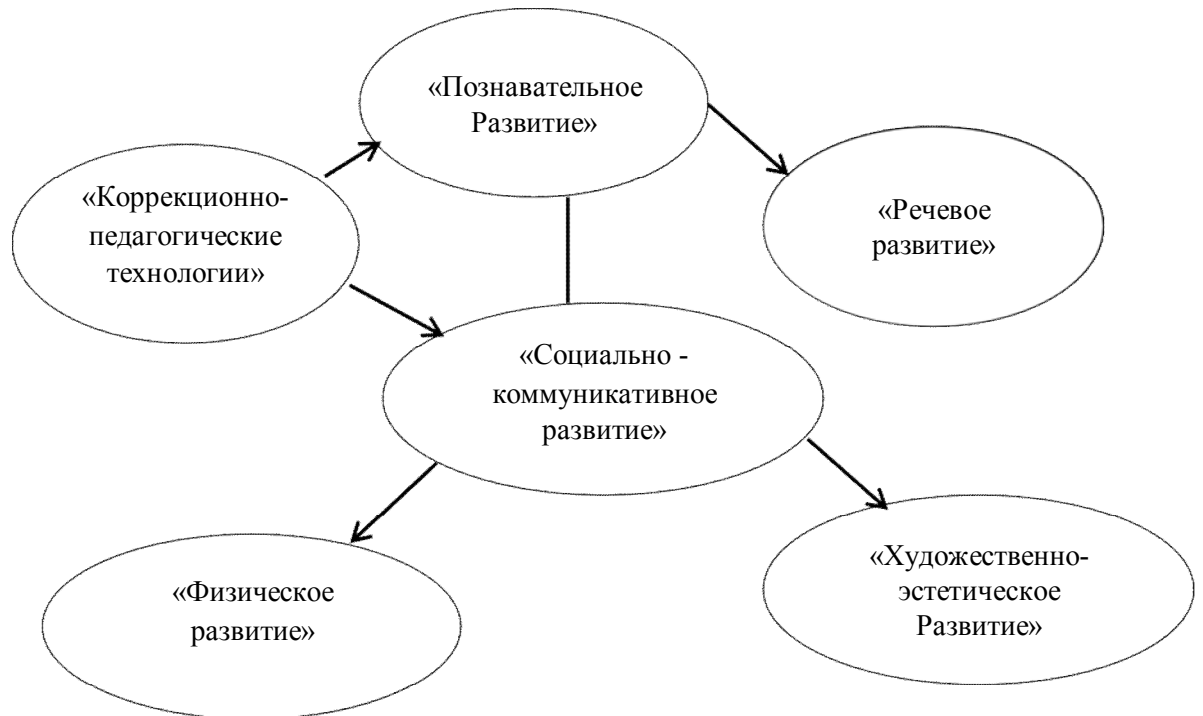 «Познавательное
Развитие»
«Коррекционно-
педагогические
технологии»
«Речевое
развитие»
«Социально -
коммуникативное
развитие»
«Физическое
развитие»
«Художественно-
эстетическое
Развитие»